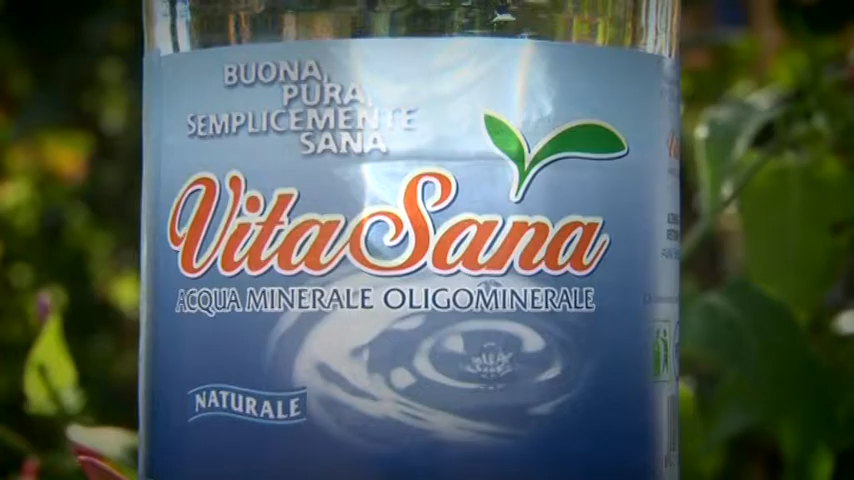 BUONA,
PURA,
SEMPLICEMENTE
SANA
VitaSana
ACQUA MINERALE OLIGOMINERALE
NATURALE